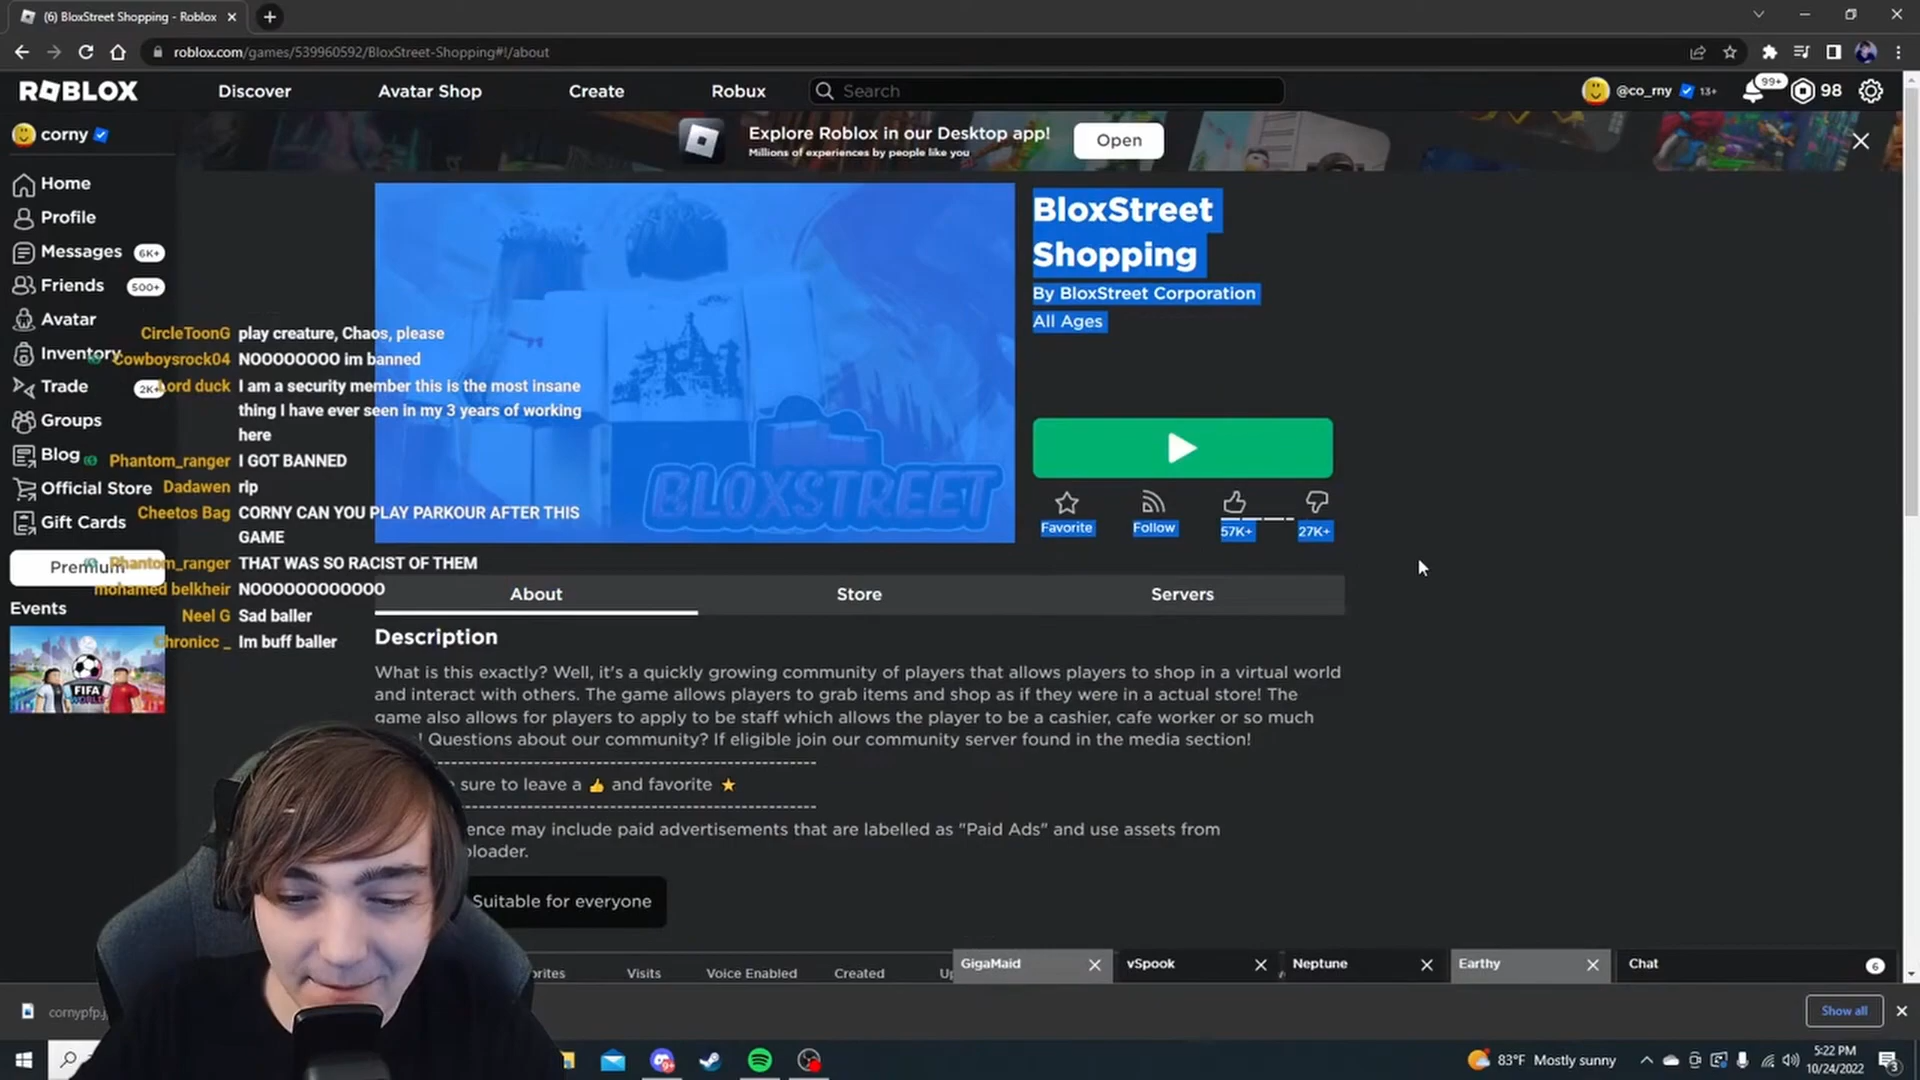 (6) BloxStreet Shopping - Roblox
roblox.com/games/539960592/BloxStreet-Shopping#!/about
ROBLOX
Discover
Avatar Shop
Create
Robux
Search
@co_rny
13+
99+
98
corny
Explore Roblox in our Desktop app!
Millions of experiences by people like you
Open
Home
Profile
Messages
6K+
Friends
500+
Avatar
Inventory
Trade
2K+
Groups
Blog
Official Store
Gift Cards
Premium
Events
FIFA
WORLD
CircleToonG play creature, Chaos, please
Cowboysrock04 NOOOOOOOO im banned
Lord duck I am a security member this is the most insane
thing I have ever seen in my 3 years of working
here
Phantom_ranger I GOT BANNED
Dadawen rip
Cheetos Bag CORNY CAN YOU PLAY PARKOUR AFTER THIS
GAME
Phantom_ranger THAT WAS SO RACIST OF THEM
mohamed belkheir NOOOOOOOOOOOO
Neel G Sad baller
Chronicc _ Im buff baller
BLOXSTREET
BloxStreet
Shopping
By BloxStreet Corporation
All Ages
Favorite
Follow
57K+
27K+
About
Store
Servers
Description
What is this exactly? Well, it's a quickly growing community of players that allows players to shop in a virtual world
and interact with others. The game allows players to grab items and shop as if they were in a actual store! The
game also allows for players to apply to be staff which allows the player to be a cashier, cafe worker or so much
! Questions about our community? If eligible join our community server found in the media section!
sure to leave a 👍 and favorite ⭐
ence may include paid advertisements that are labelled as "Paid Ads" and use assets from
loader.
Suitable for everyone
orites
Visits
Voice Enabled
Created
Up
GigaMaid
vSpook
Neptune
Earthy
Chat
6
cornypfp.j
Show all
83°F Mostly sunny
5:22 PM
10/24/2022
3